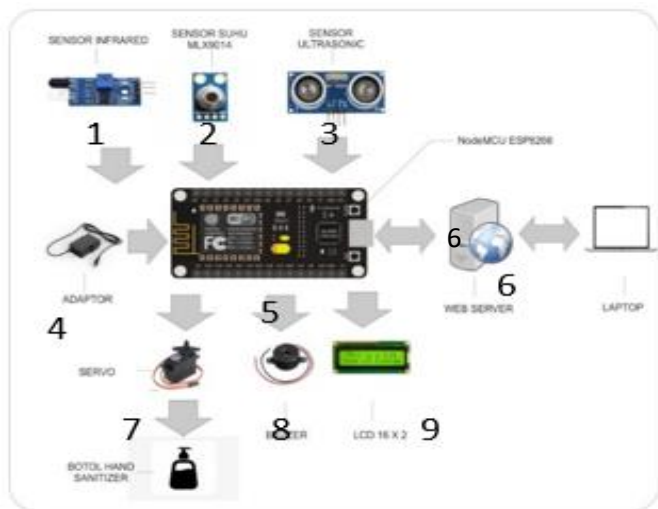 SENSOR INFRARED
SENSOR SUHU
MLX9014
SENSOR
ULTRASONIC
1
2
3
NodeMCU ESP8266
FC
6
6
ADAPTOR
WEB SERVER
LAPTOP
4
5
SERVO
7
8
LCD 16 X 2
9
BOTOL HAND
SANITIZER